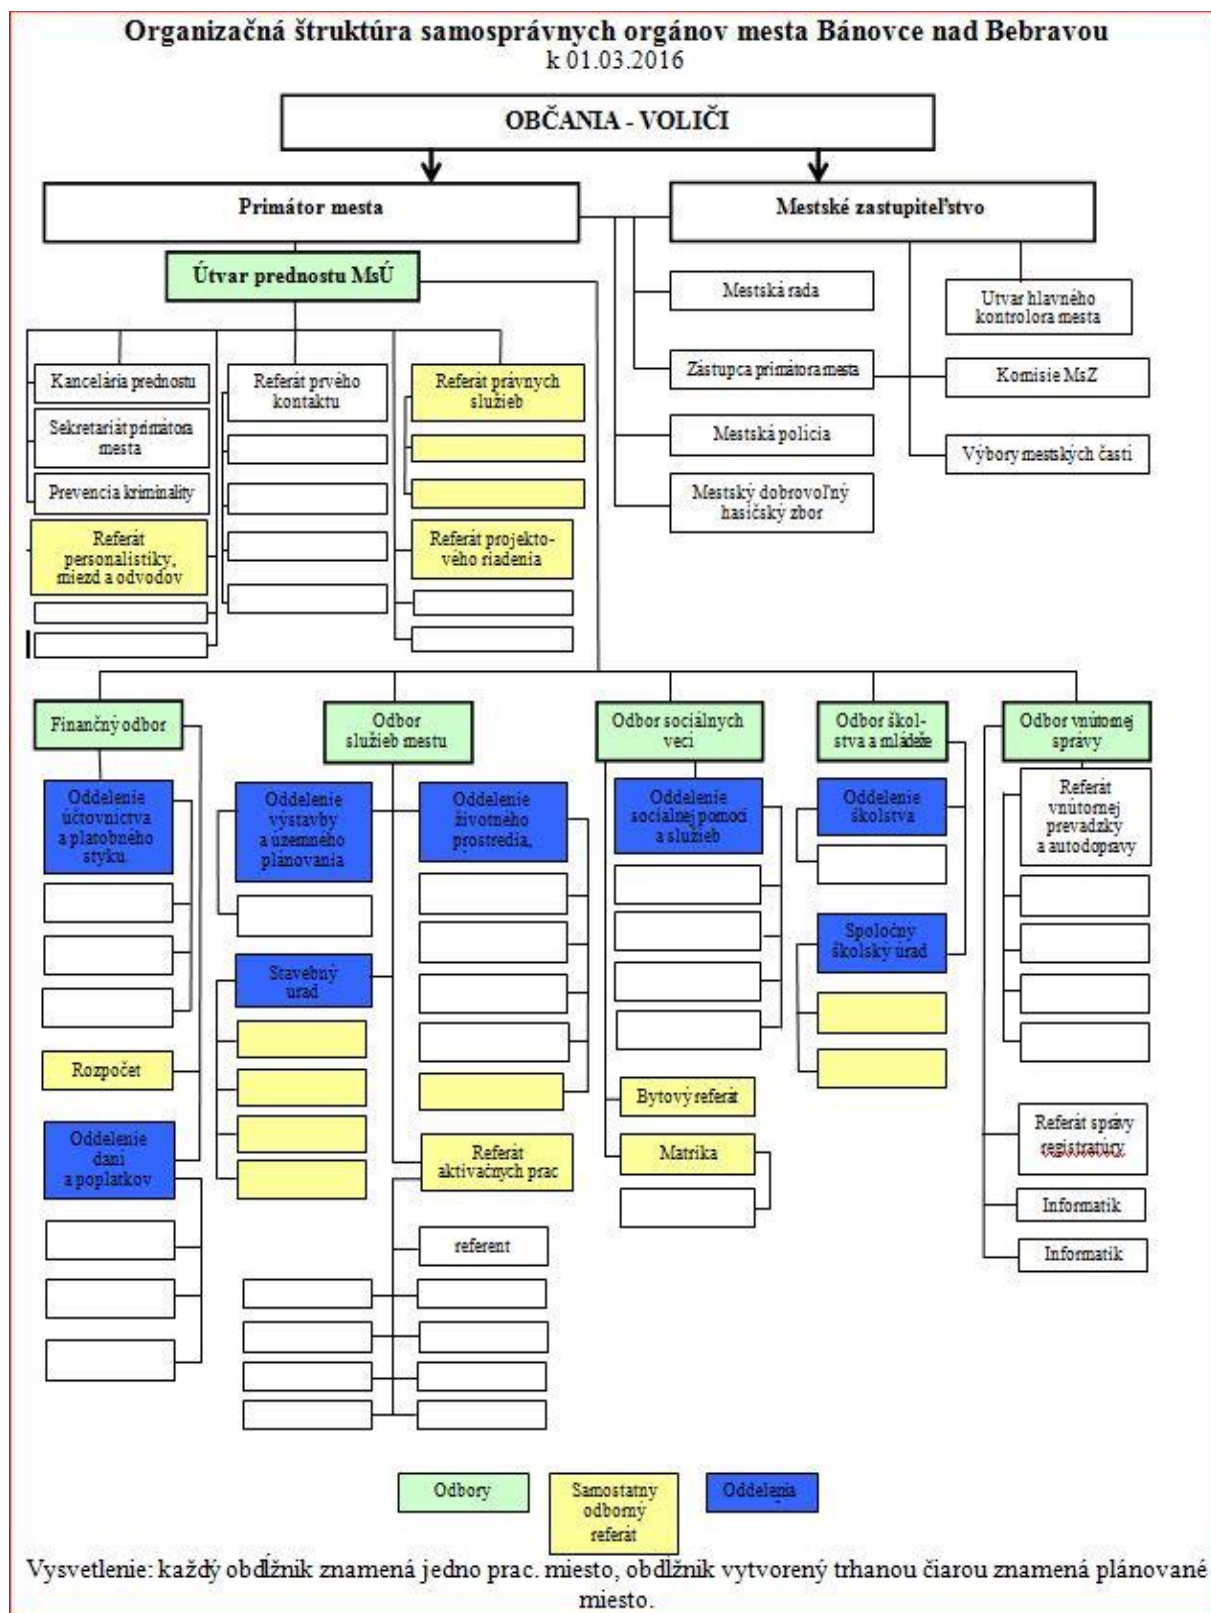 Organizačná štruktúra samosprávnych orgánov mesta Bánovce nad Bebravou
k 01.03.2016
OBČANIA - VOLIČI
Primátor mesta
Mestské zastupiteľstvo
Útvar prednostu MsÚ
Mestská rada
Utvar hlavného
kontrolora mesta
Kancelária prednostu
Referát prvého
kontaktu
Referát právnych
služieb
Zástupca primátora mesta
Komisie MsZ
Sekretariát primátora
mesta
Mestská polícia
Výbory mestských častí
Prevencia kriminality
Mestský dobrovoľný
hasičský zbor
Referát
personalistiky,
miezd a odvodov
Referát projekto-
vého riadenia
Finančný odbor
Odbor
služieb mestu
Odbor sociálnych
vecí
Odbor škol-
stva a mládeže
Odbor vnútornej
správy
Oddelenie
účtovníctva
a platobného
styku.
Oddelenie
výstavby
a územného
plánovania
Oddelenie
životného
prostredia,
Oddelenie
sociálnej pomoci
a služieb
Oddelenie
školstva
Referát
vnútornej
prevádzky
a autodopravy
Stavebný
úrad
Spoločný
školský úrad
Rozpočet
Bytový referát
Oddelenie
daní
a poplatkov
Referát
aktivačných prác
Matrika
Referát správy
registratúry
Informatik
referent
Informatik
Odbory
Samostatný
odborný
referát
Oddelenia
Vysvetlenie: každý obdĺžnik znamená jedno prac. miesto, obdĺžnik vytvorený trhanou čiarou znamená plánované
miesto.